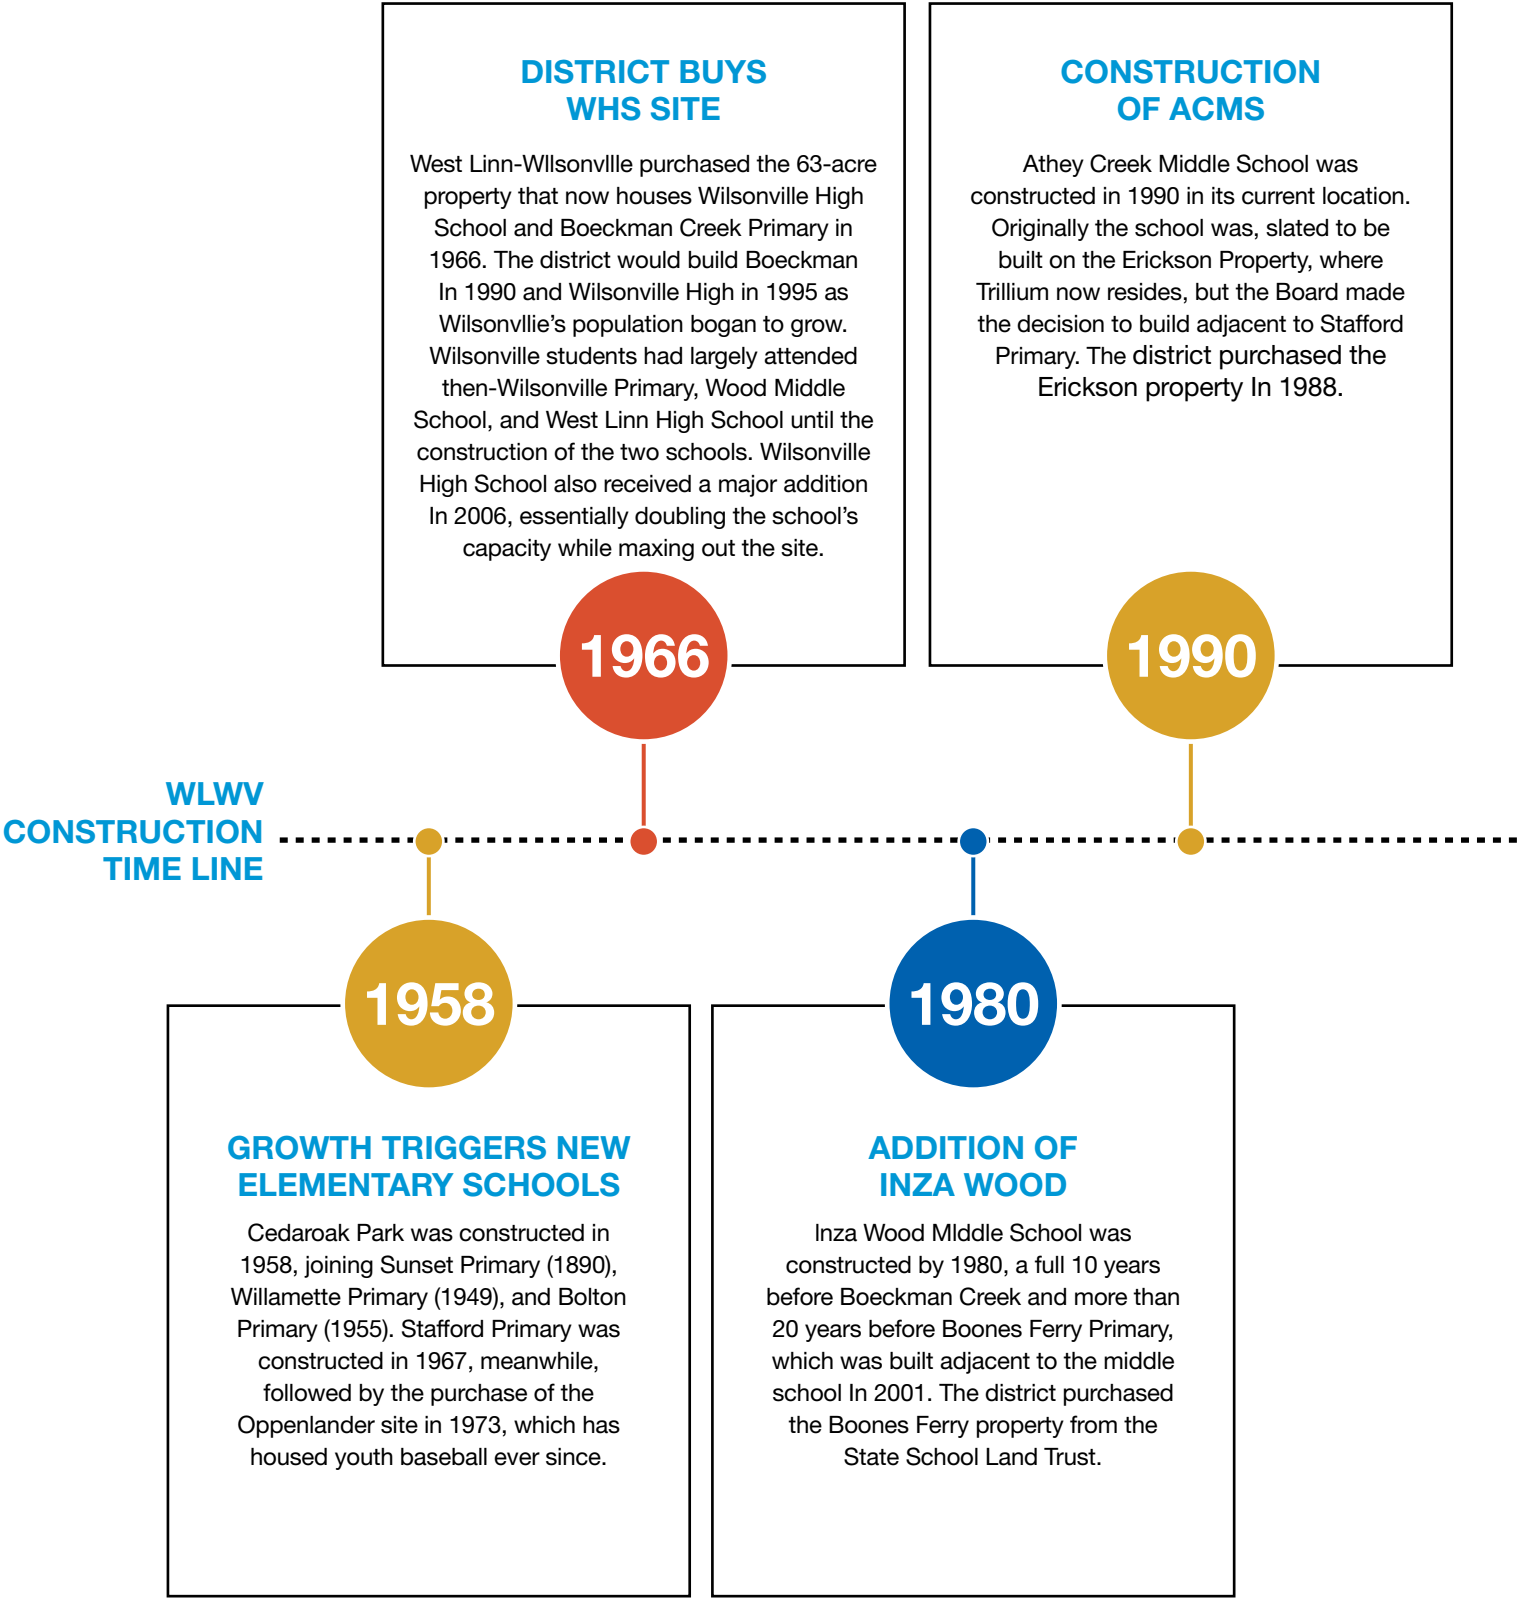 DISTRICT BUYS
WHS SITE
West Linn-WIlsonvIlle purchased the 63-acre
property that now houses Wilsonville High
School and Boeckman Creek Primary in
1966. The district would build Boeckman
In 1990 and Wilsonville High in 1995 as
Wilsonvllie’s population bogan to grow.
Wilsonville students had largely attended
then-Wilsonville Primary, Wood Middle
School, and West Linn High School until the
construction of the two schools. Wilsonville
High School also received a major addition
In 2006, essentially doubling the school’s
capacity while maxing out the site.
1966
CONSTRUCTION
OF ACMS
Athey Creek Middle School was
constructed in 1990 in its current location.
Originally the school was, slated to be
built on the Erickson Property, where
Trillium now resides, but the Board made
the decision to build adjacent to Stafford
Primary. The district purchased the
Erickson property In 1988.
1990
WLWV
CONSTRUCTION
TIME LINE
1958
GROWTH TRIGGERS NEW
ELEMENTARY SCHOOLS
Cedaroak Park was constructed in
1958, joining Sunset Primary (1890),
Willamette Primary (1949), and Bolton
Primary (1955). Stafford Primary was
constructed in 1967, meanwhile,
followed by the purchase of the
Oppenlander site in 1973, which has
housed youth baseball ever since.
1980
ADDITION OF
INZA WOOD
Inza Wood MIddle School was
constructed by 1980, a full 10 years
before Boeckman Creek and more than
20 years before Boones Ferry Primary,
which was built adjacent to the middle
school In 2001. The district purchased
the Boones Ferry property from the
State School Land Trust.